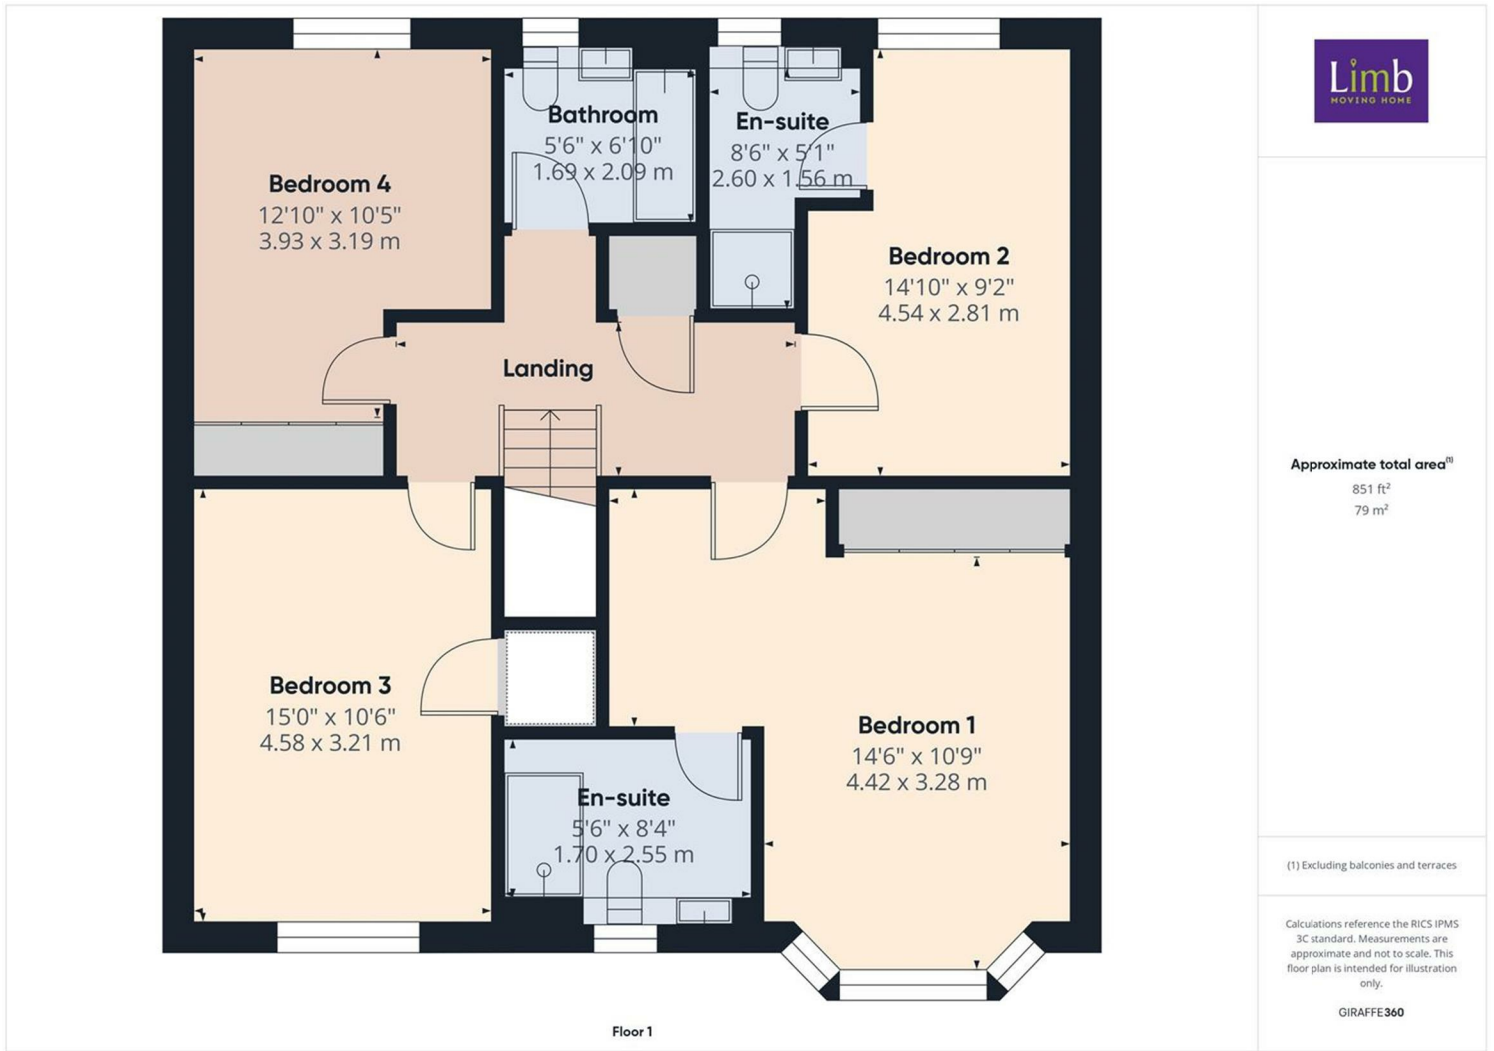 Bedroom 4
12'10" x 10'5"
3.93 x 3.19 m
Bathroom
5'6" x 6'10"
1.69 x 2.09 m
En-suite
8'6" x 5'1"
2.60 x 1.56 m
Bedroom 2
14'10" x 9'2"
4.54 x 2.81 m
Landing
Bedroom 3
15'0" x 10'6"
4.58 x 3.21 m
En-suite
5'6" x 8'4"
1.70 x 2.55 m
Bedroom 1
14'6" x 10'9"
4.42 x 3.28 m
Floor 1
Limb
MOVING HOME
Approximate total area(1)
851 ft²
79 m²
(1) Excluding balconies and terraces
Calculations reference the RICS IPMS
3C standard. Measurements are
approximate and not to scale. This
floor plan is intended for illustration
only.
GIRAFFE360